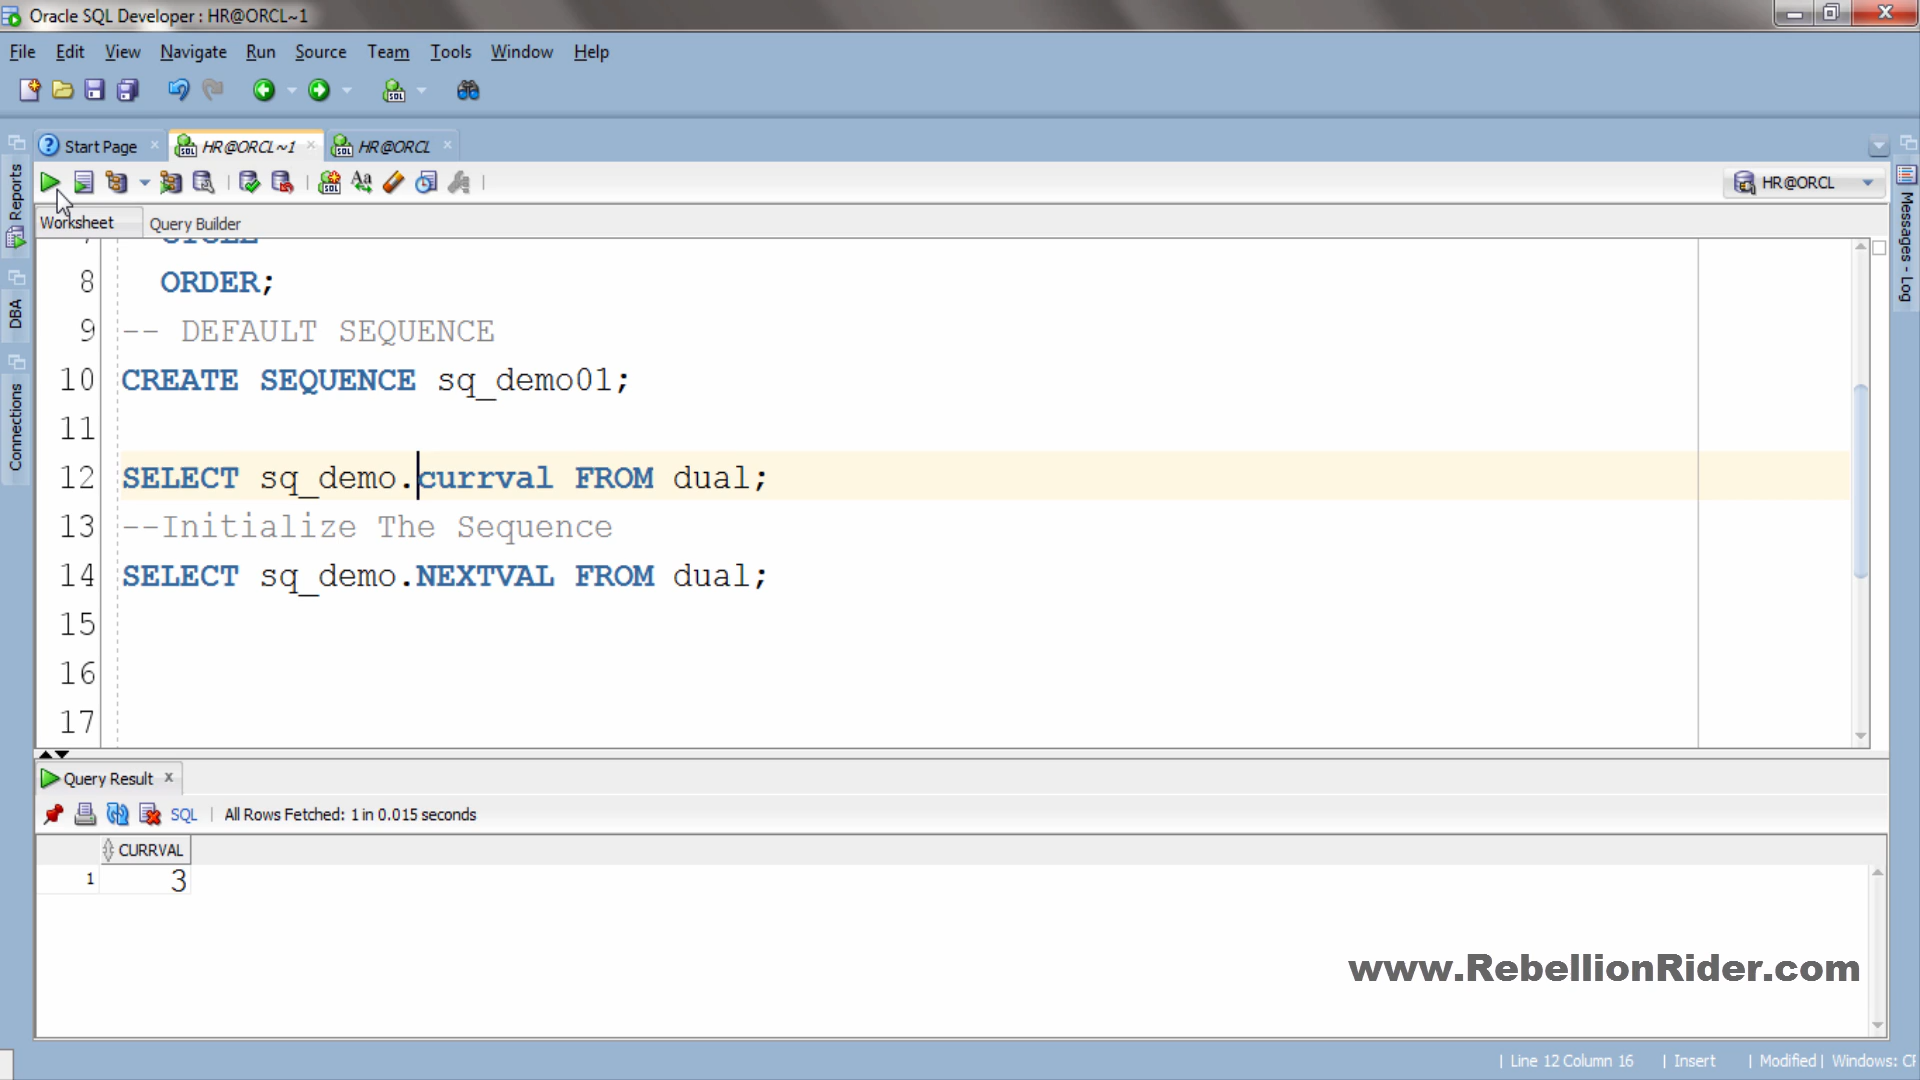 Oracle SQL Developer : HR@ORCL~1
File Edit View Navigate Run Source Team Tools Window Help
Start Page HR@ORCL~1 HR@ORCL
HR@ORCL
Worksheet Query Builder
Reports
DBA
Connections
Messages - Log
7 CYCLE
8 ORDER;
9 -- DEFAULT SEQUENCE
10 CREATE SEQUENCE sq_demo01;
11
12 SELECT sq_demo.currval FROM dual;
13 --Initialize The Sequence
14 SELECT sq_demo.NEXTVAL FROM dual;
15
16
17
Query Result
SQL | All Rows Fetched: 1 in 0.015 seconds
CURRVAL
1 3
www.RebellionRider.com
| Line 12 Column 16 | Insert | Modified | Windows: